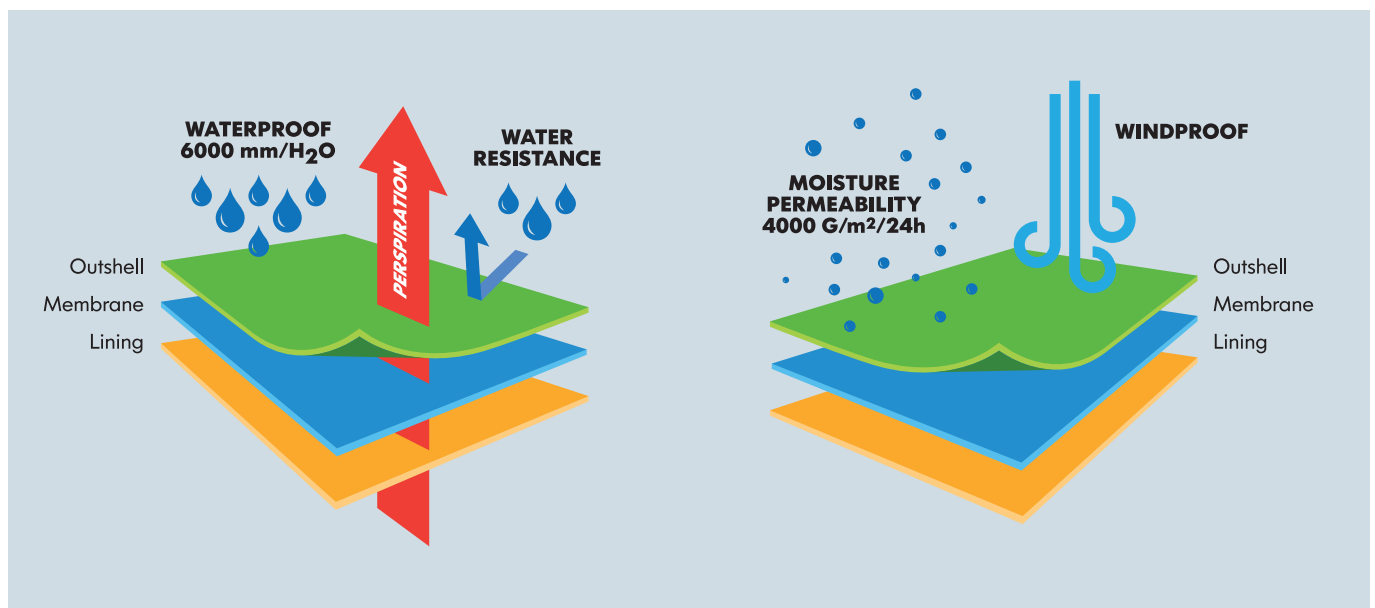 WATERPROOF
6000 mm/H₂O
PERSPIRATION
WATER
RESISTANCE
Outshell
Membrane
Lining
MOISTURE
PERMEABILITY
4000 G/m²/24h
WINDPROOF
Outshell
Membrane
Lining